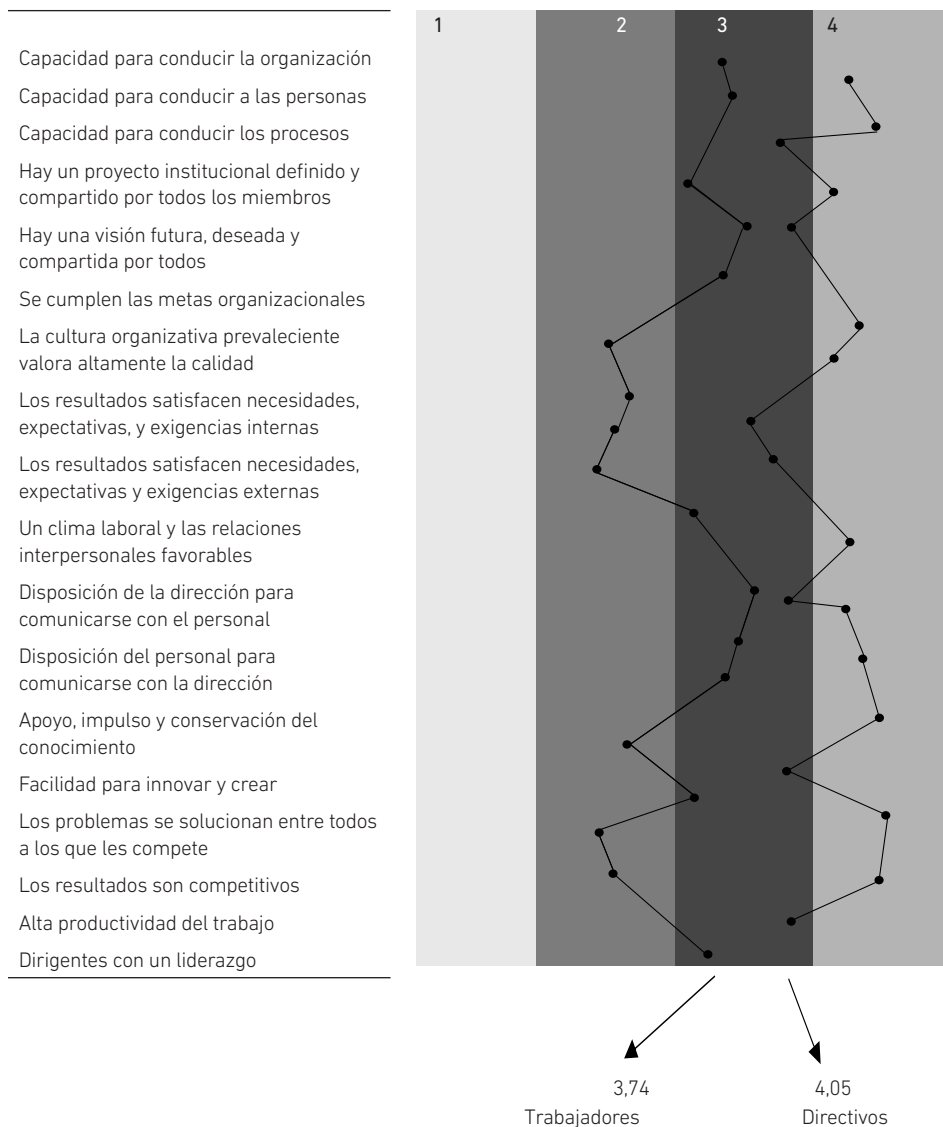 1 2 3 4
Capacidad para conducir la organización
Capacidad para conducir a las personas
Capacidad para conducir los procesos
Hay un proyecto institucional definido y
compartido por todos los miembros
Hay una visión futura, deseada y
compartida por todos
Se cumplen las metas organizacionales
La cultura organizativa prevaleciente
valora altamente la calidad
Los resultados satisfacen necesidades,
expectativas, y exigencias internas
Los resultados satisfacen necesidades,
expectativas y exigencias externas
Un clima laboral y las relaciones
interpersonales favorables
Disposición de la dirección para
comunicarse con el personal
Disposición del personal para
comunicarse con la dirección
Apoyo, impulso y conservación del
conocimiento
Facilidad para innovar y crear
Los problemas se solucionan entre todos
a los que les compete
Los resultados son competitivos
Alta productividad del trabajo
Dirigentes con un liderazgo
3,74 4,05
Trabajadores Directivos